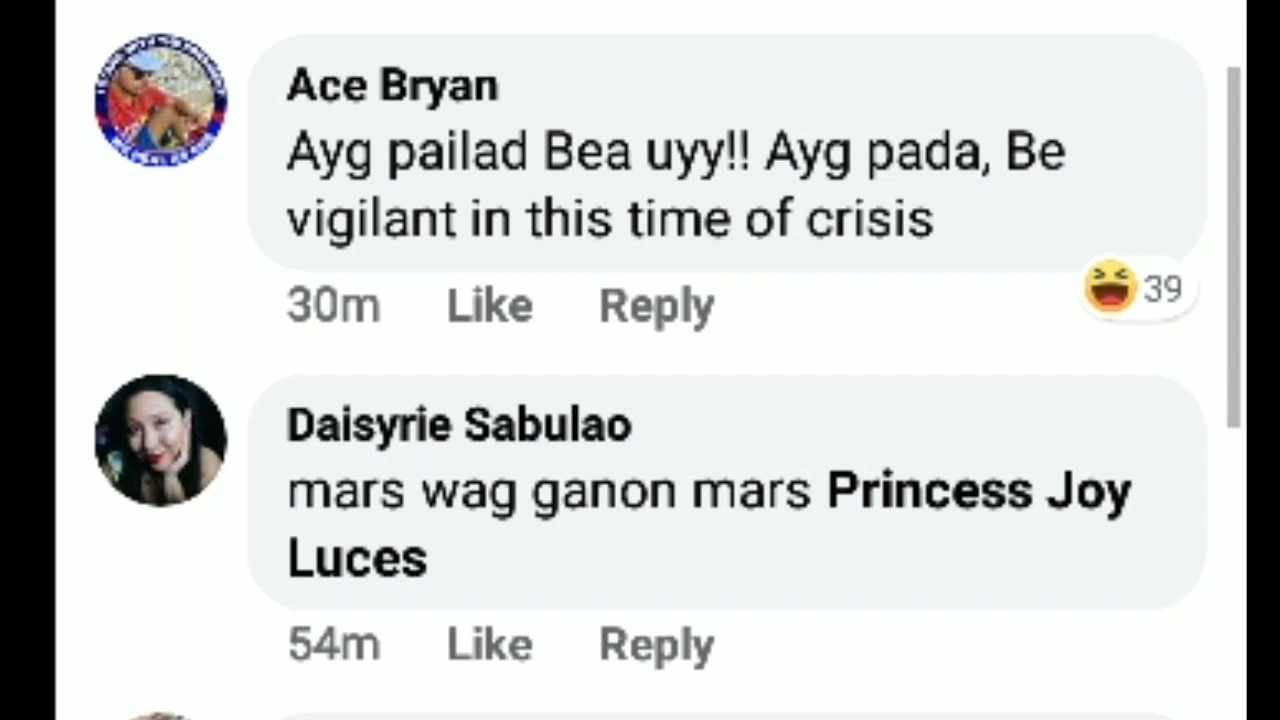 Ace Bryan
Ayg pailad Bea uyy!! Ayg pada, Be
vigilant in this time of crisis
30m Like Reply
39
Daisyrie Sabulao
mars wag ganon mars Princess Joy
Luces
54m Like Reply